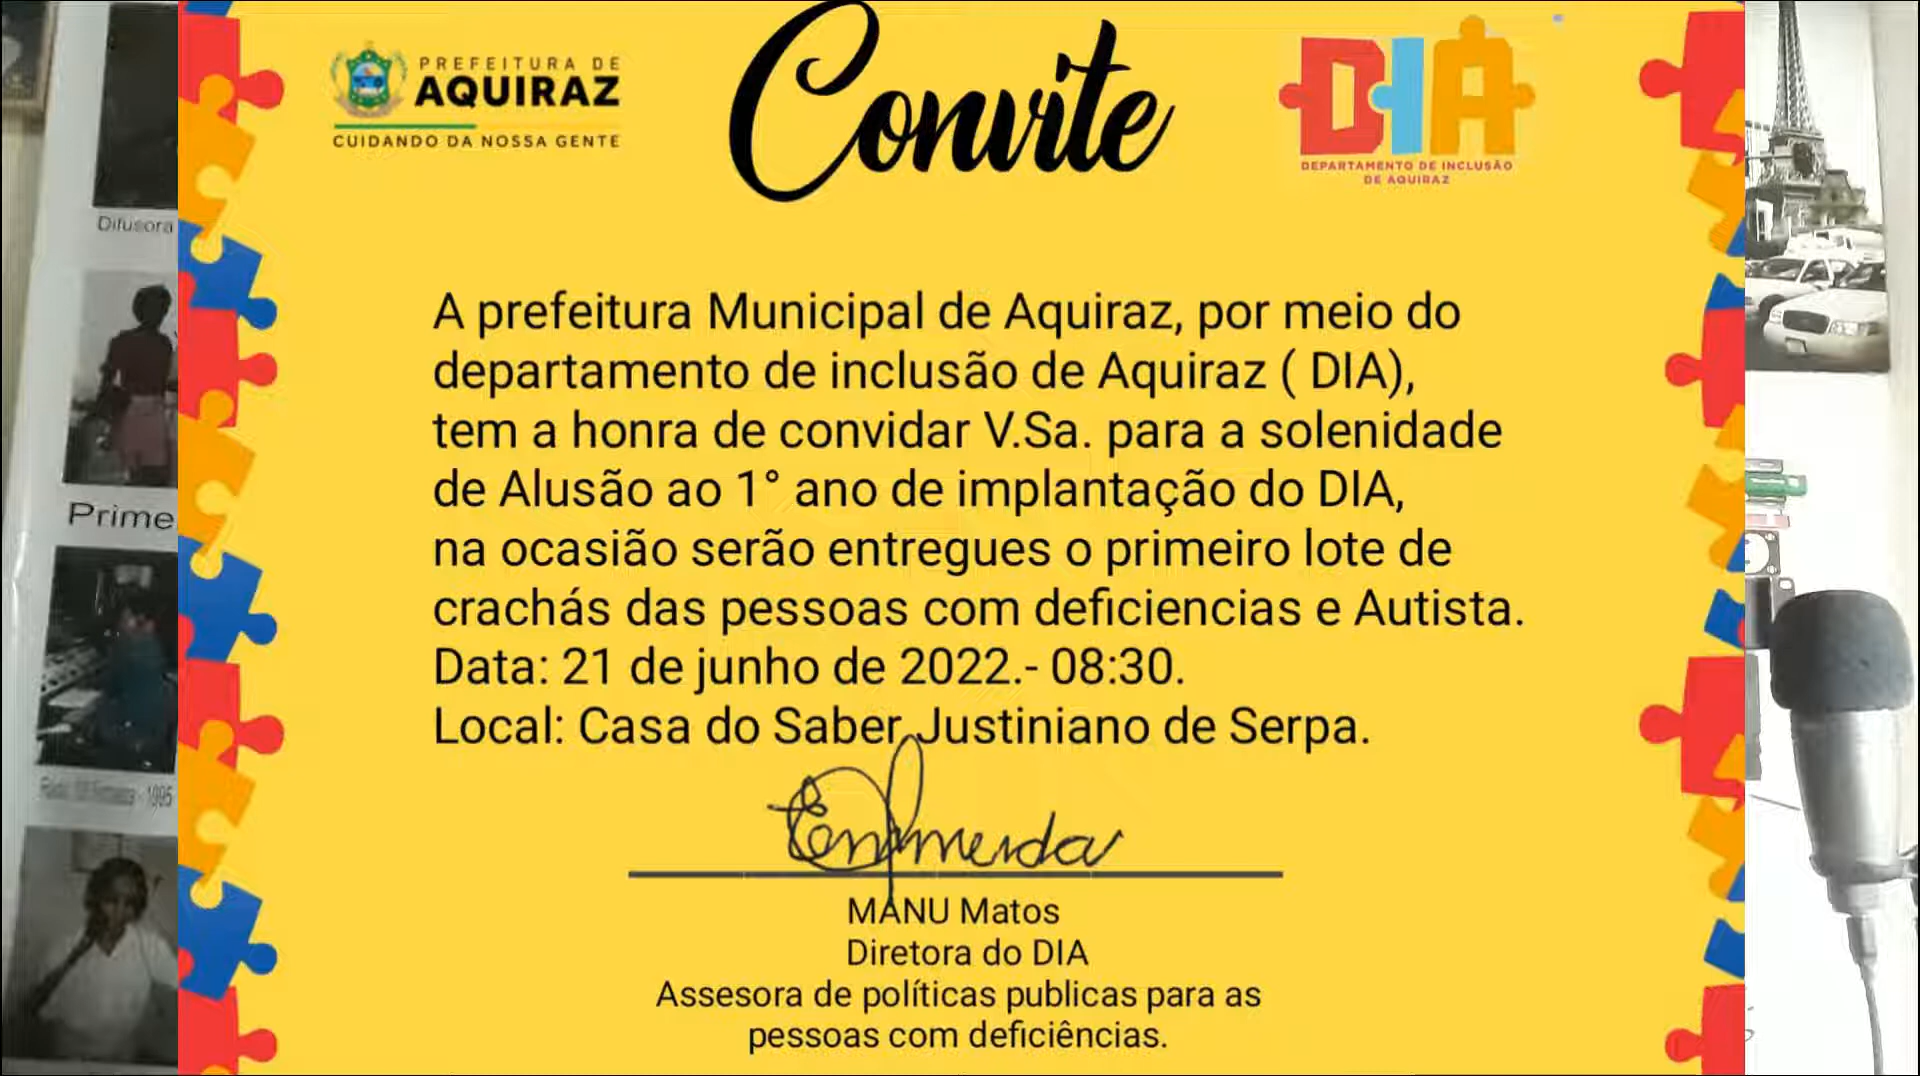 PREFEITURA DE
AQUIRAZ
CUIDANDO DA NOSSA GENTE
Convite
DIA
DEPARTAMENTO DE INCLUSÃO
DE AQUIRAZ
Difusora
Prime
1995
A prefeitura Municipal de Aquiraz, por meio do
departamento de inclusão de Aquiraz ( DIA),
tem a honra de convidar V.Sa. para a solenidade
de Alusão ao 1° ano de implantação do DIA,
na ocasião serão entregues o primeiro lote de
crachás das pessoas com deficiencias e Autista.
Data: 21 de junho de 2022.- 08:30.
Local: Casa do Saber Justiniano de Serpa.
MANU Matos
Diretora do DIA
Assesora de políticas publicas para as
pessoas com deficiências.